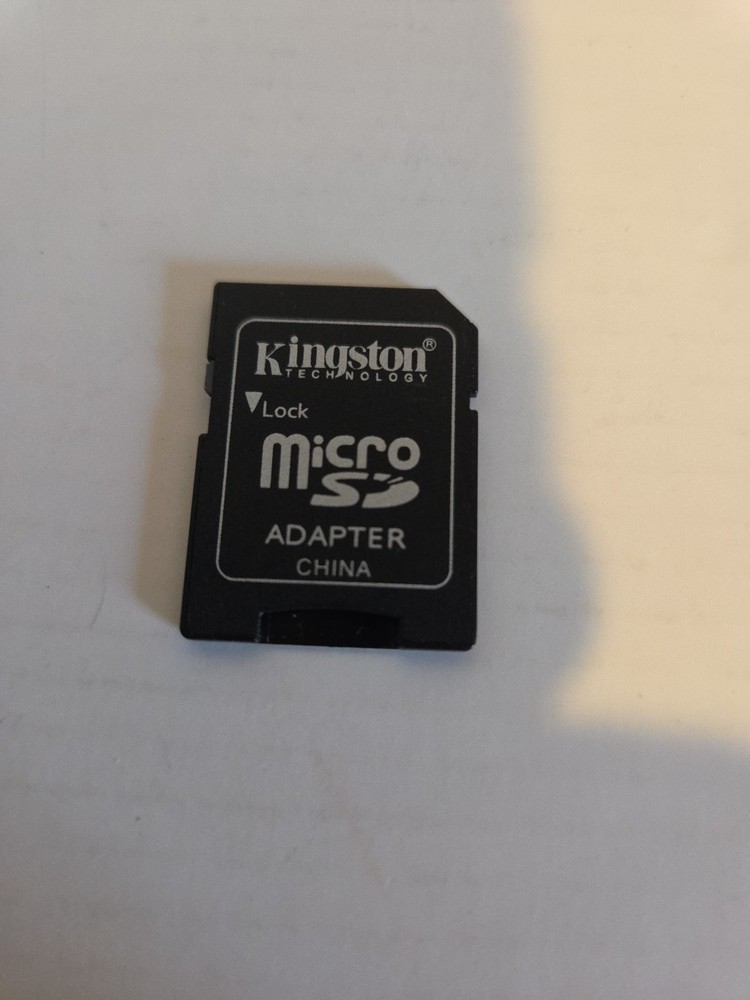 Kingston®
TECHNOLOGY
▼Lock
micro
SD
ADAPTER
CHINA